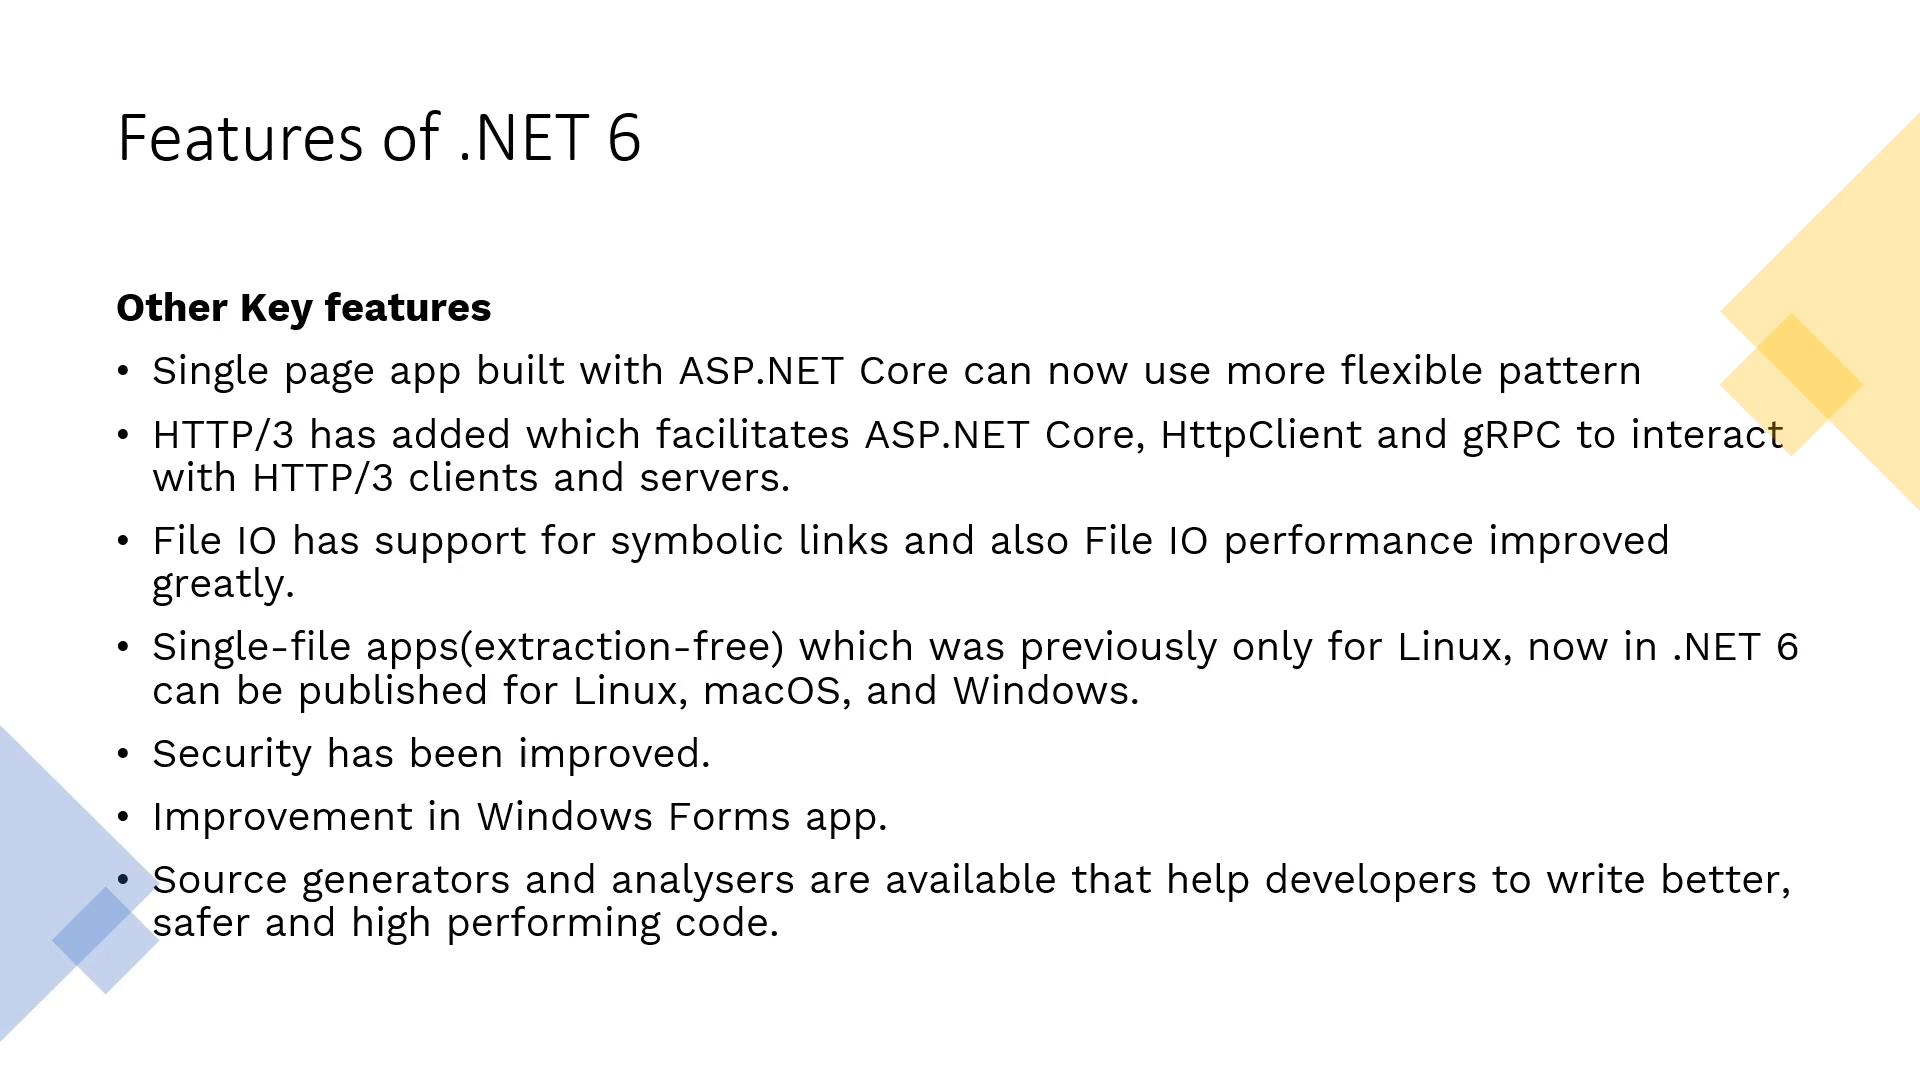 Features of .NET 6
Other Key features
• Single page app built with ASP.NET Core can now use more flexible pattern
• HTTP/3 has added which facilitates ASP.NET Core, HttpClient and gRPC to interact
with HTTP/3 clients and servers.
• File IO has support for symbolic links and also File IO performance improved
greatly.
• Single-file apps(extraction-free) which was previously only for Linux, now in .NET 6
can be published for Linux, macOS, and Windows.
• Security has been improved.
• Improvement in Windows Forms app.
• Source generators and analysers are available that help developers to write better,
safer and high performing code.